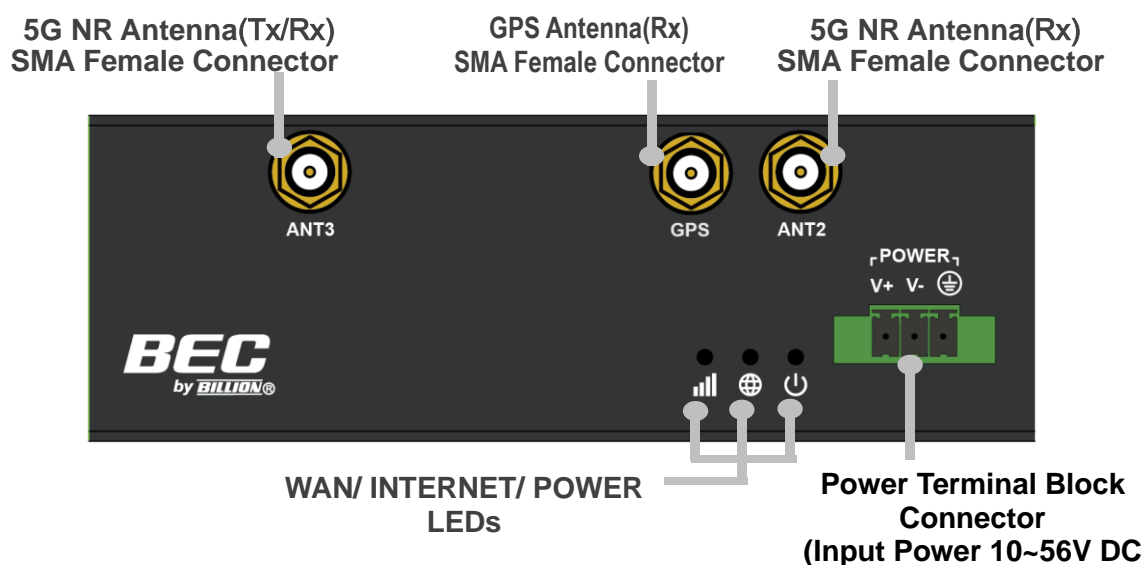 5G NR Antenna(Tx/Rx)
SMA Female Connector
GPS Antenna(Rx)
SMA Female Connector
5G NR Antenna(Rx)
SMA Female Connector
ANT3
GPS
ANT2
POWER
V+ V-
BEC
by BILLION®
WAN/ INTERNET/ POWER
LEDs
Power Terminal Block
Connector
(Input Power 10~56V DC